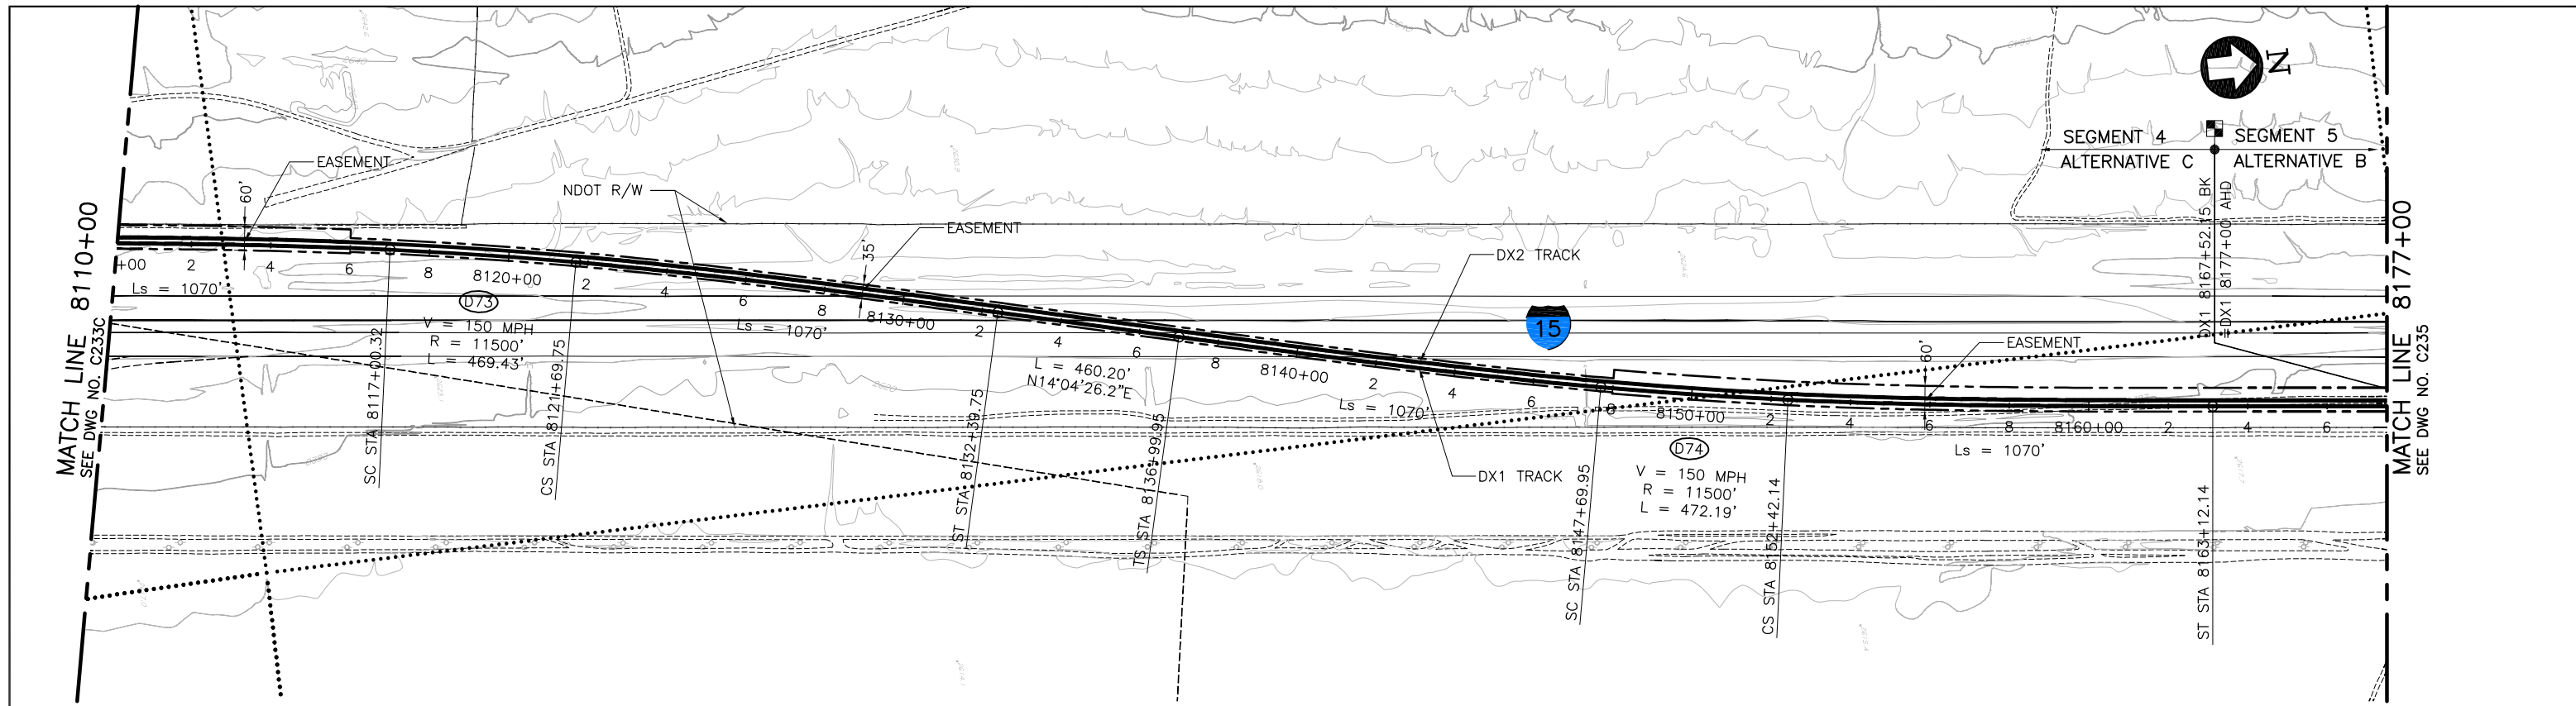 MATCH LINE 8110+00
SEE DWG NO. C233C
EASEMENT
60'
NDOT R/W
EASEMENT
35'
DX2 TRACK
15
N
SEGMENT 4
SEGMENT 5
ALTERNATIVE C
ALTERNATIVE B
DX1 8167+52.15 BK
=DX1 8177+00 AHD
EASEMENT
60'
+00
2
4
6
8
8120+00
2
4
6
8
8130+00
2
4
6
8
8140+00
2
4
6
8
8150+00
2
4
6
8
8160+00
2
4
6
Ls = 1070'
D73
V = 150 MPH
R = 11500'
L = 469.43'
SC STA 8117+00.32
CS STA 8121+69.75
Ls = 1070'
ST STA 8132+39.75
L = 460.20'
N14°04'26.2"E
TS STA 8136+99.95
Ls = 1070'
DX1 TRACK
SC STA 8147+69.95
D74
V = 150 MPH
R = 11500'
L = 472.19'
CS STA 8152+42.14
Ls = 1070'
ST STA 8163+12.14
MATCH LINE 8177+00
SEE DWG NO. C235